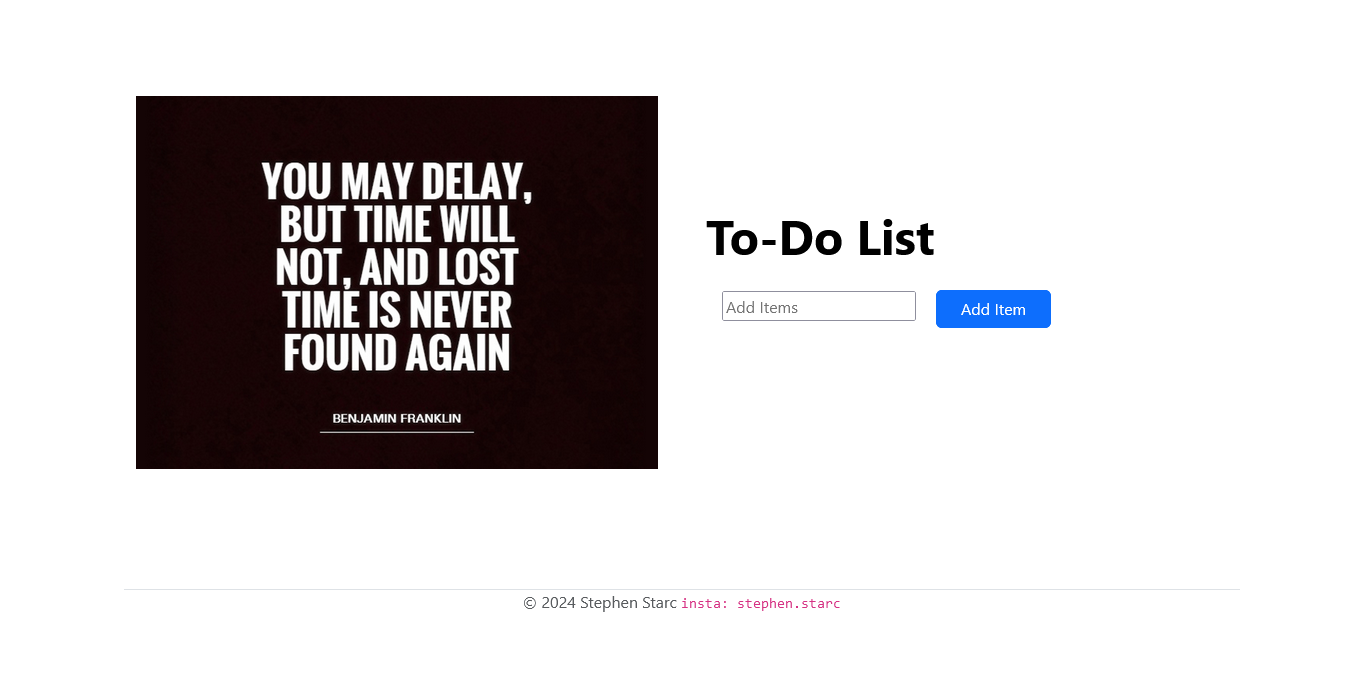 YOU MAY DELAY,
BUT TIME WILL
NOT, AND LOST
TIME IS NEVER
FOUND AGAIN
BENJAMIN FRANKLIN
To-Do List
Add Items
Add Item
© 2024 Stephen Starc insta: stephen.starc